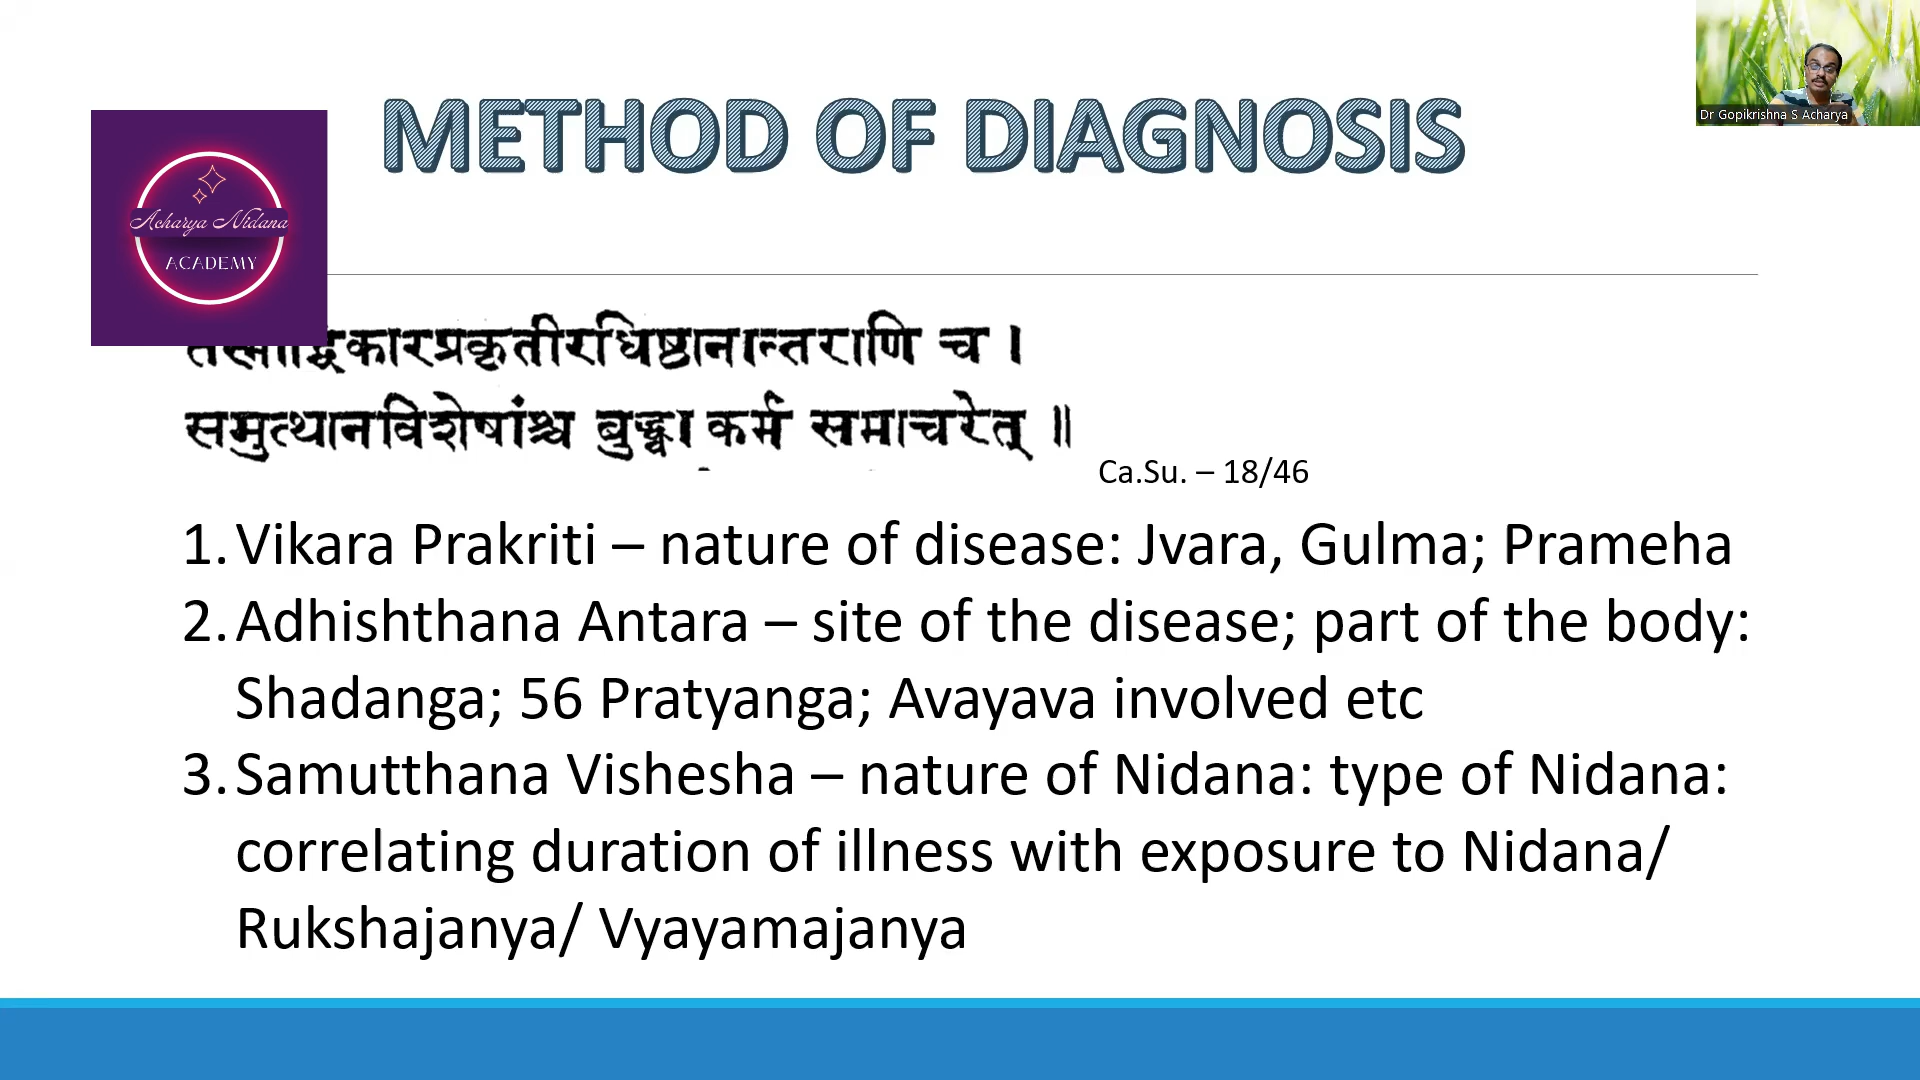 METHOD OF DIAGNOSIS
Dr Gopikrishna S Acharya
Acharya Nidana
ACADEMY
तस्माद्विकारप्रकृतीरधिष्ठानान्तराणि च ।
समुत्थानविशेषांश्च बुद्ध्वा कर्म समाचरेत् ॥
Ca.Su. – 18/46
1. Vikara Prakriti – nature of disease: Jvara, Gulma; Prameha
2. Adhishthana Antara – site of the disease; part of the body:
Shadanga; 56 Pratyanga; Avayava involved etc
3. Samutthana Vishesha – nature of Nidana: type of Nidana:
correlating duration of illness with exposure to Nidana/
Rukshajanya/ Vyayamajanya